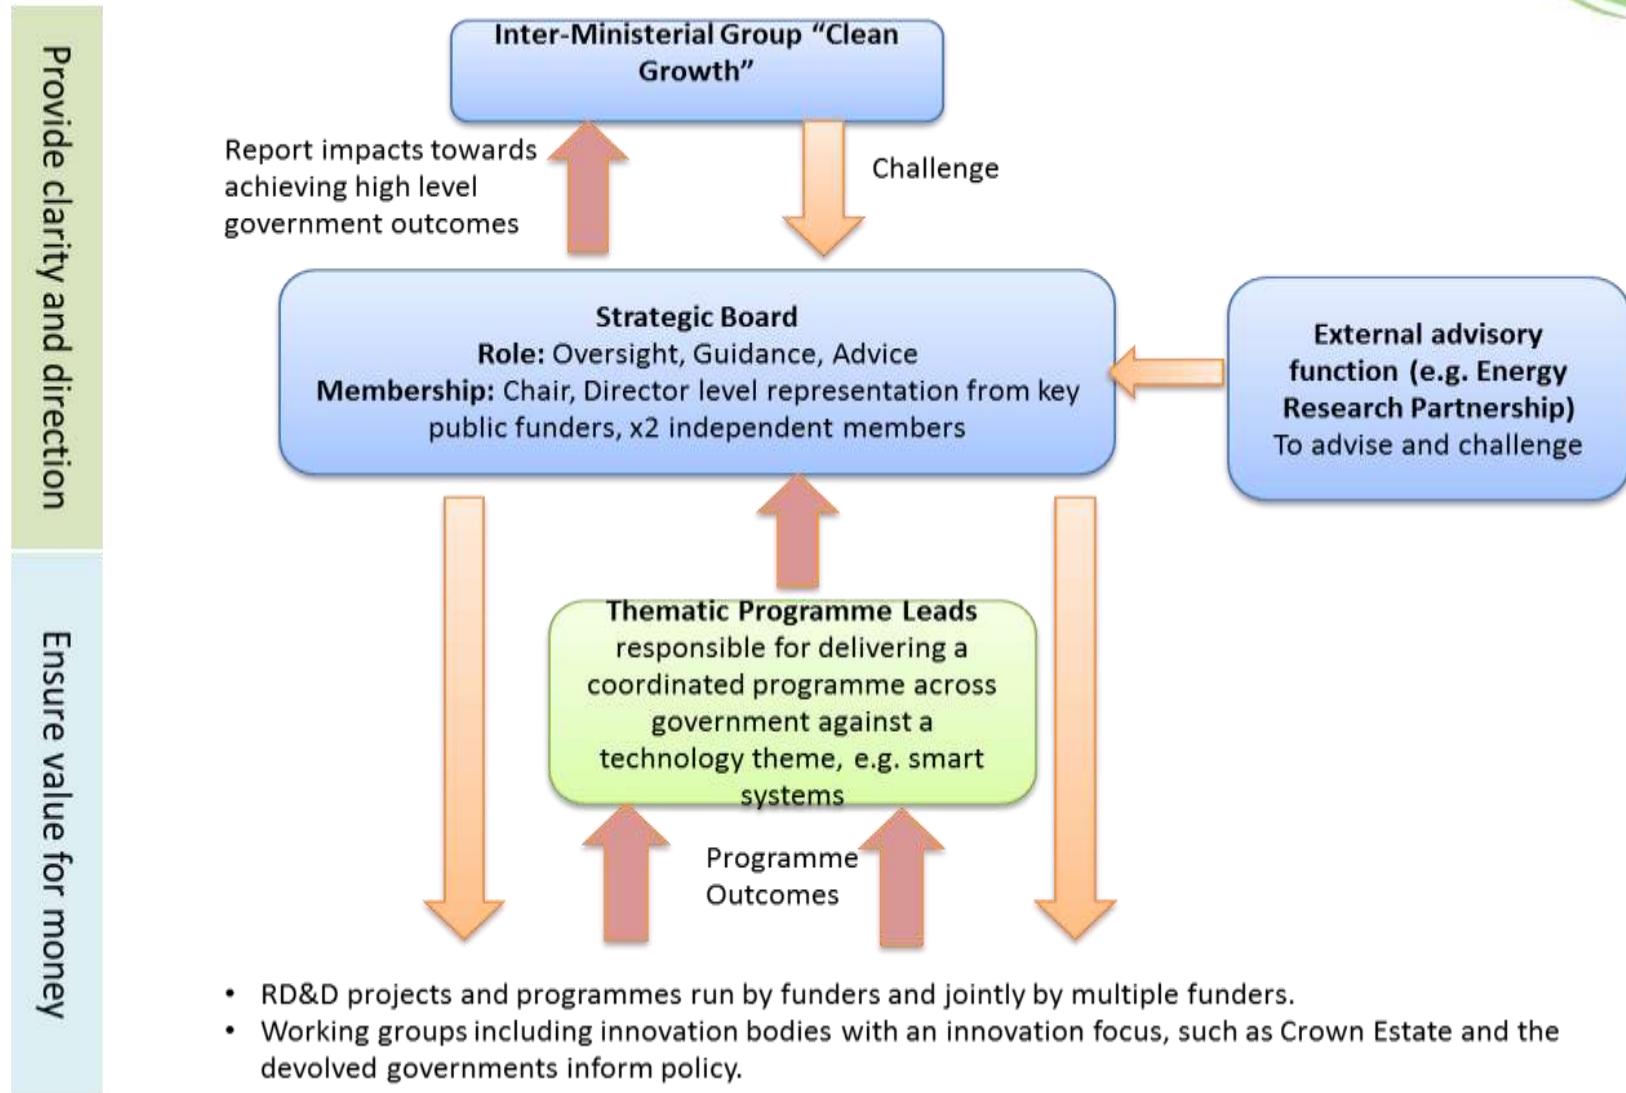 Provide clarity and direction
Ensure value for money
Inter-Ministerial Group “Clean
Growth”
Report impacts towards
achieving high level
government outcomes
Challenge
Strategic Board
Role: Oversight, Guidance, Advice
Membership: Chair, Director level representation from key
public funders, x2 independent members
External advisory
function (e.g. Energy
Research Partnership)
To advise and challenge
Thematic Programme Leads
responsible for delivering a
coordinated programme across
government against a
technology theme, e.g. smart
systems
Programme
Outcomes
• RD&D projects and programmes run by funders and jointly by multiple funders.
• Working groups including innovation bodies with an innovation focus, such as Crown Estate and the
devolved governments inform policy.